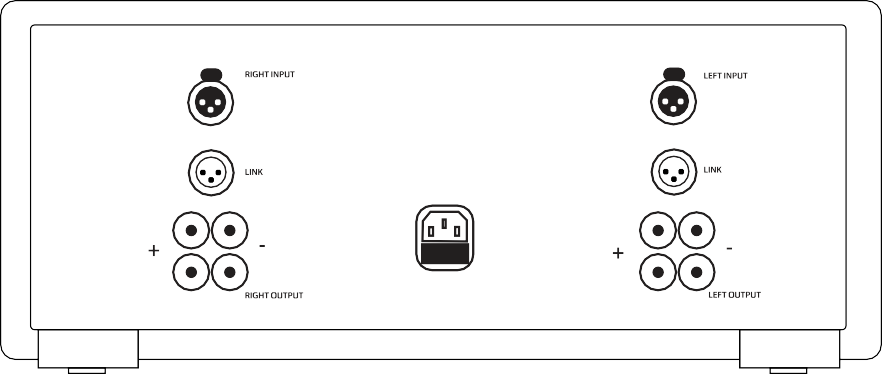 RIGHT INPUT
LEFT INPUT
LINK
LINK
+
-
+
-
RIGHT OUTPUT
LEFT OUTPUT